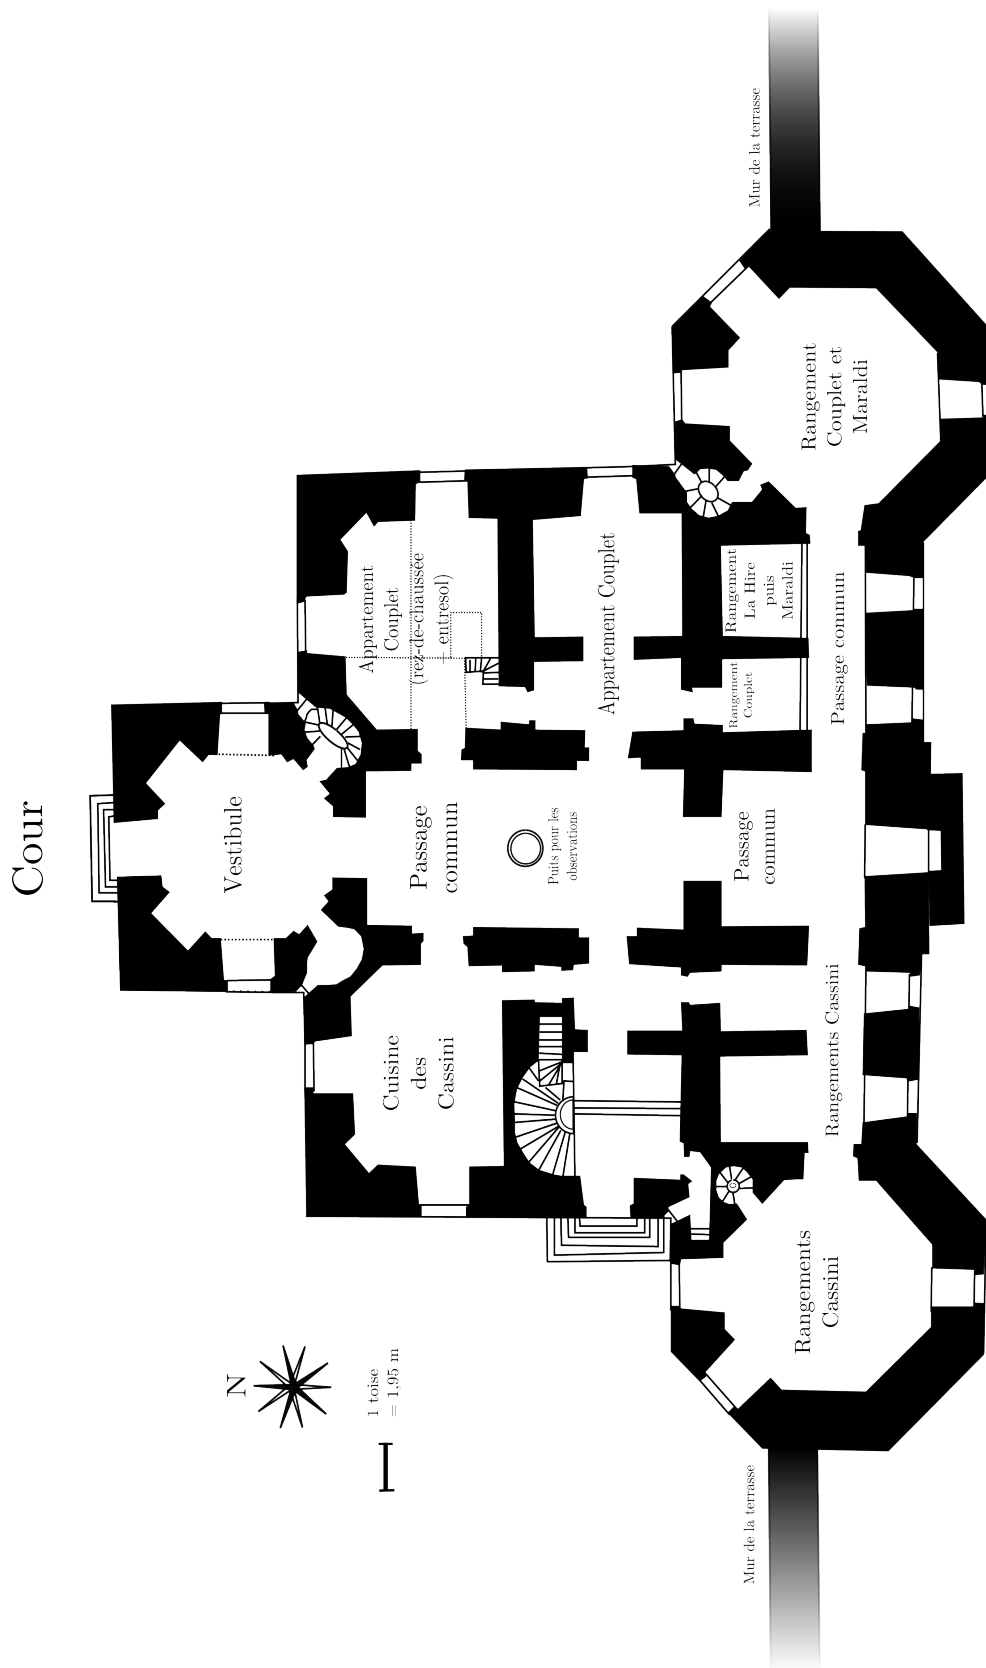 Cour
N
1 toise
= 1,95 m
Vestibule
Cuisine
des
Cassini
Passage
commun
Appartement
Couplet
(rez-de-chaussée
+ entresol)
Puits pour les
observations
Appartement Couplet
Passage
commun
Rangement
Couplet
Rangement
La Hire
puis
Maraldi
Mur de la terrasse
Rangements
Cassini
Rangements Cassini
Passage commun
Rangement
Couplet et
Maraldi
Mur de la terrasse